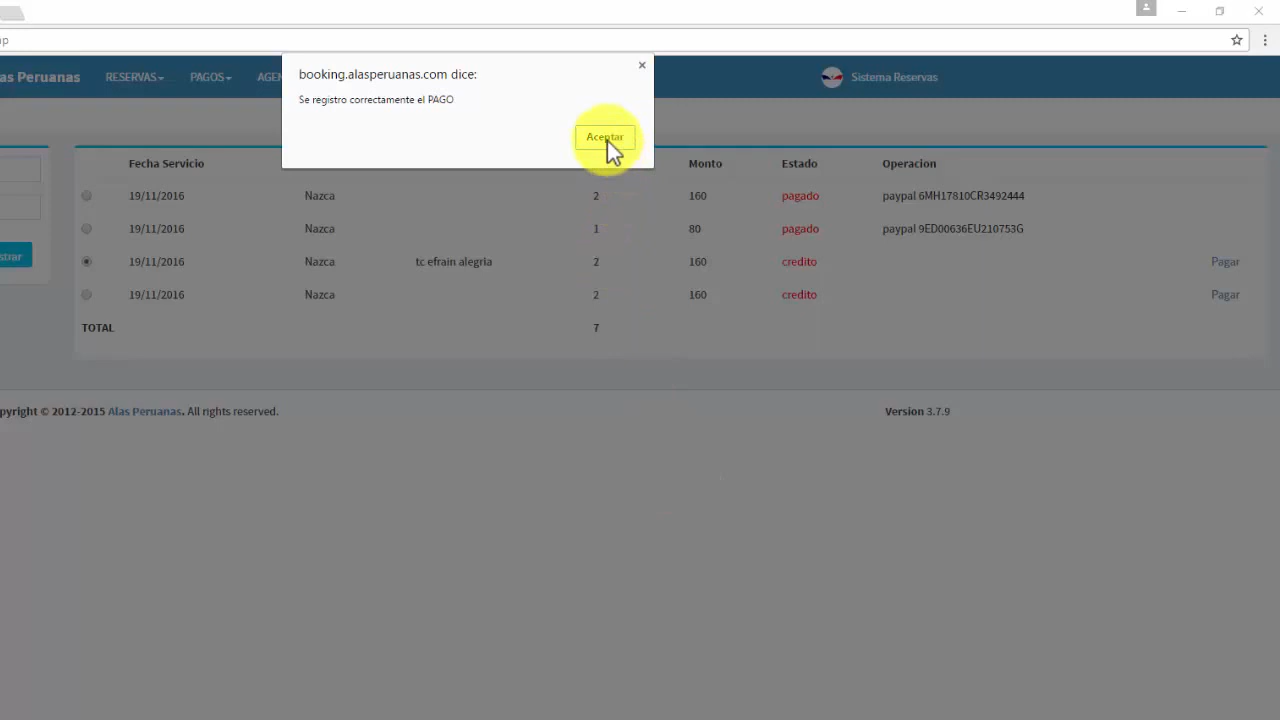 as Peruanas RESERVAS PAGOS AGEN Sistema Reservas
booking.alasperuanas.com dice:
Se registro correctamente el PAGO
Aceptar
strar
Fecha Servicio Monto Estado Operacion
19/11/2016 Nazca 2 160 pagado paypal 6MH17810CR3492444
19/11/2016 Nazca 1 80 pagado paypal 9ED00636EU210753G
19/11/2016 Nazca tc efrain alegria 2 160 credito Pagar
19/11/2016 Nazca 2 160 credito Pagar
TOTAL 7
pyright © 2012-2015 Alas Peruanas. All rights reserved. Version 3.7.9